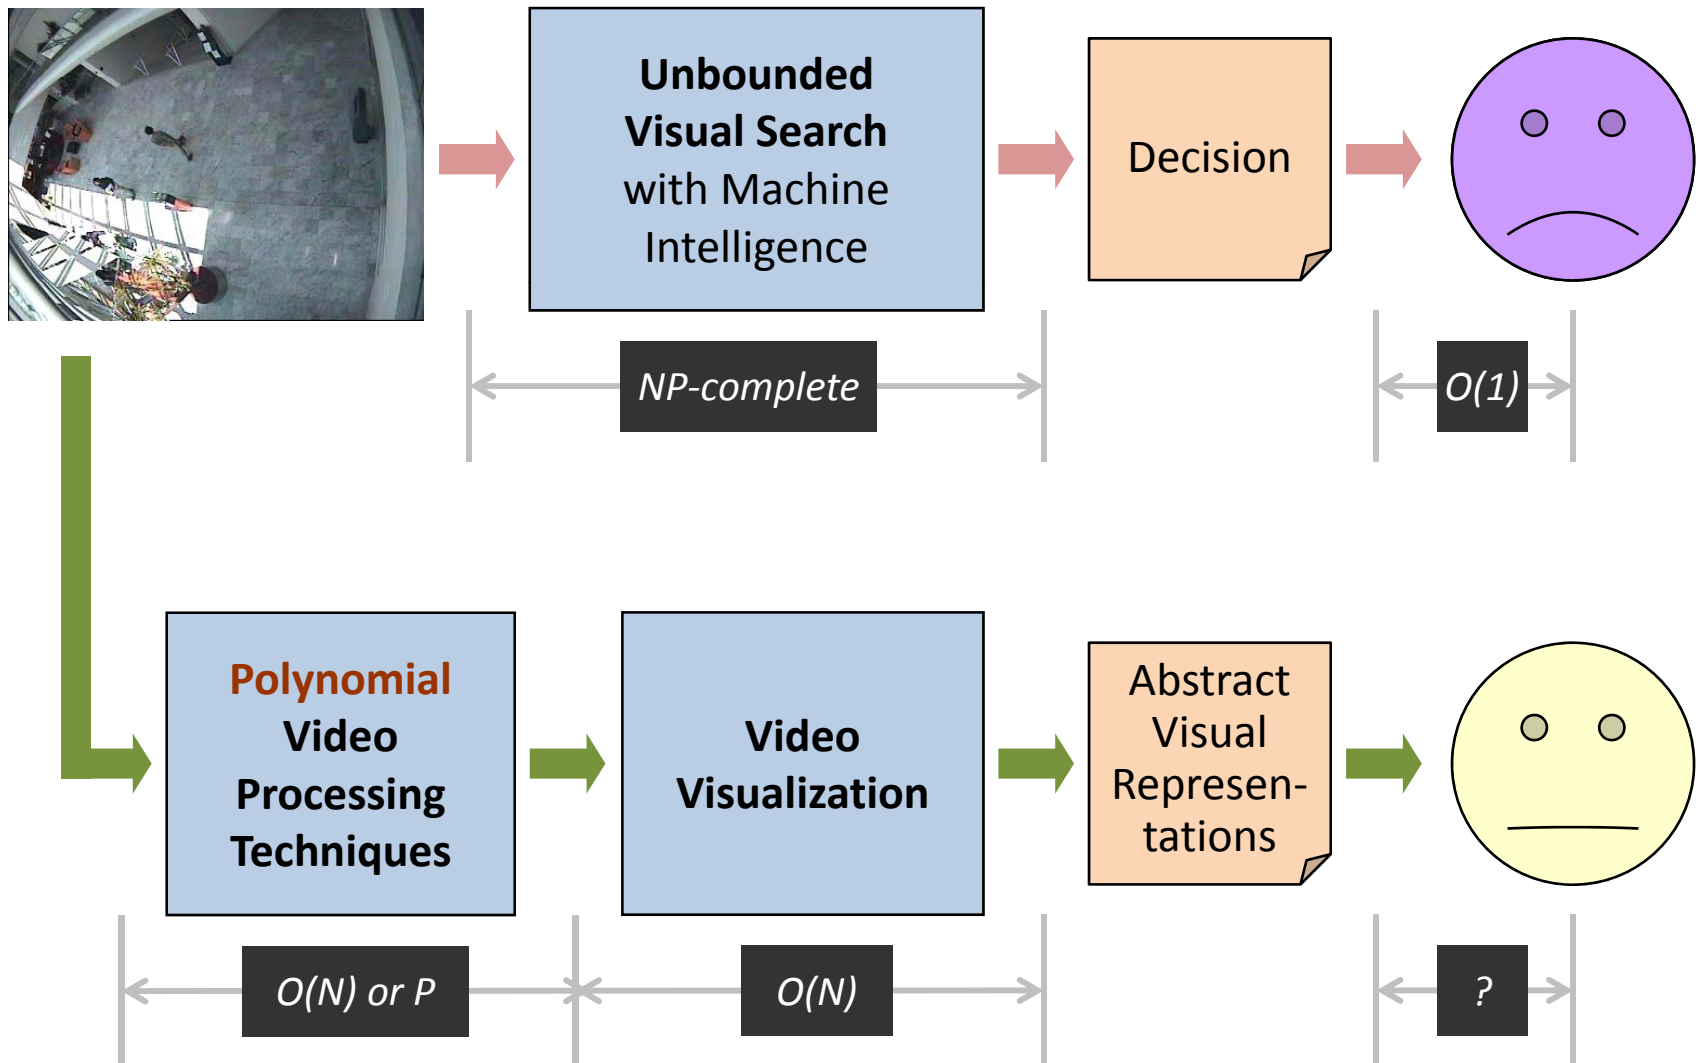 Unbounded
Visual Search
with Machine
Intelligence
Decision
NP-complete
O(1)
Polynomial
Video
Processing
Techniques
Video
Visualization
Abstract
Visual
Represen-
tations
O(N) or P
O(N)
?